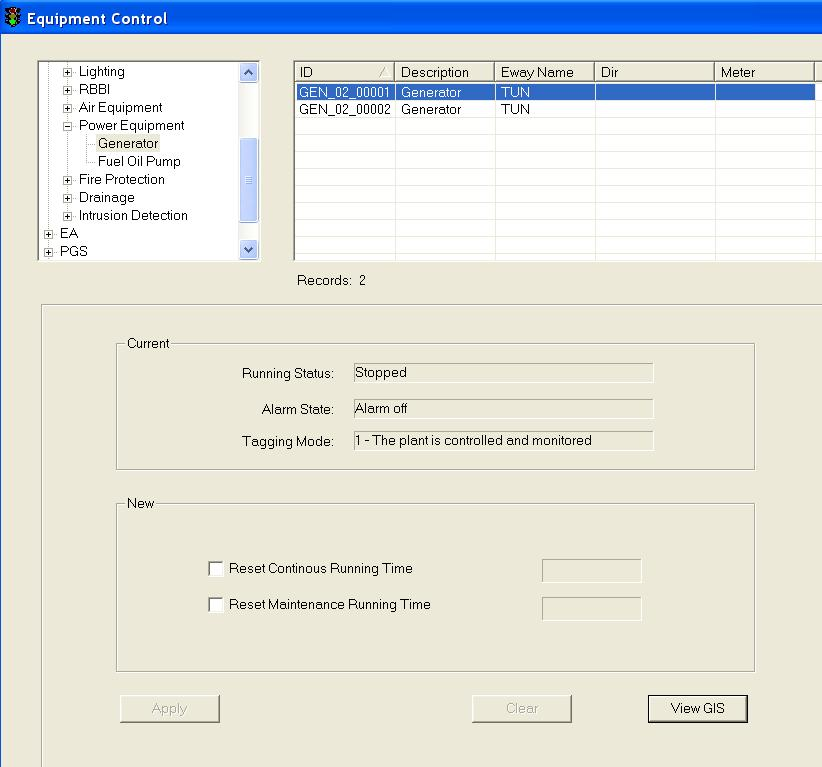 Equipment Control
Lighting
RBBI
Air Equipment
Power Equipment
Generator
Fuel Oil Pump
Fire Protection
Drainage
Intrusion Detection
EA
PGS
ID Description Eway Name Dir Meter
GEN_02_00001 Generator TUN
GEN_02_00002 Generator TUN
Records: 2
Current
Running Status: Stopped
Alarm State: Alarm off
Tagging Mode: 1 - The plant is controlled and monitored
New
Reset Continous Running Time
Reset Maintenance Running Time
Apply Clear View GIS